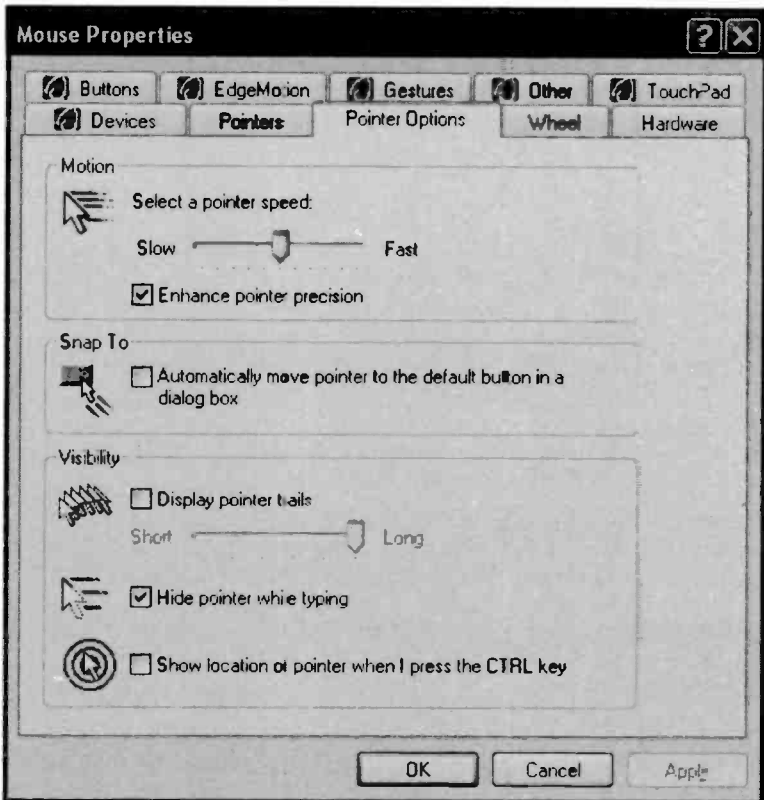 Mouse Properties
Buttons EdgeMotion Gestures Other TouchPad
Devices Pointers Pointer Options Wheel Hardware
Motion
Select a pointer speed:
Slow Fast
Enhance pointer precision
Snap To
Automatically move pointer to the default button in a
dialog box
Visibility
Display pointer trails
Short Long
Hide pointer while typing
Show location of pointer when I press the CTRL key
OK Cancel Apply